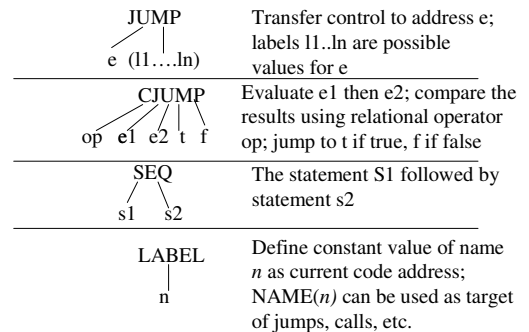 JUMP
e (l1....ln)
Transfer control to address e;
labels l1..ln are possible
values for e
CJUMP
op e1 e2 t f
Evaluate e1 then e2; compare the
results using relational operator
op; jump to t if true, f if false
SEQ
s1 s2
The statement S1 followed by
statement s2
LABEL
n
Define constant value of name
n as current code address;
NAME(n) can be used as target
of jumps, calls, etc.